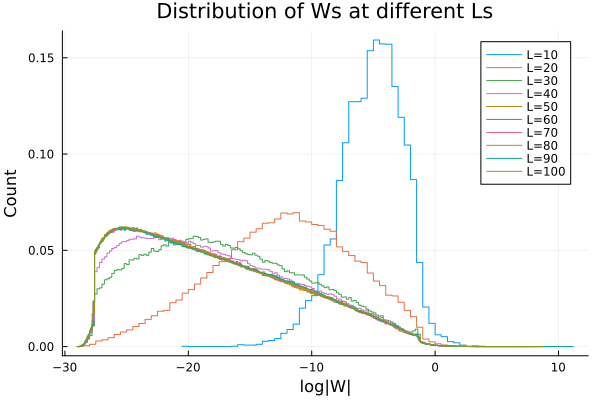 Distribution of Ws at different Ls
L=10
L=20
L=30
L=40
L=50
L=60
L=70
L=80
L=90
L=100
Count
0.15
0.10
0.05
0.00
−30
−20
−10
0
10
log|W|